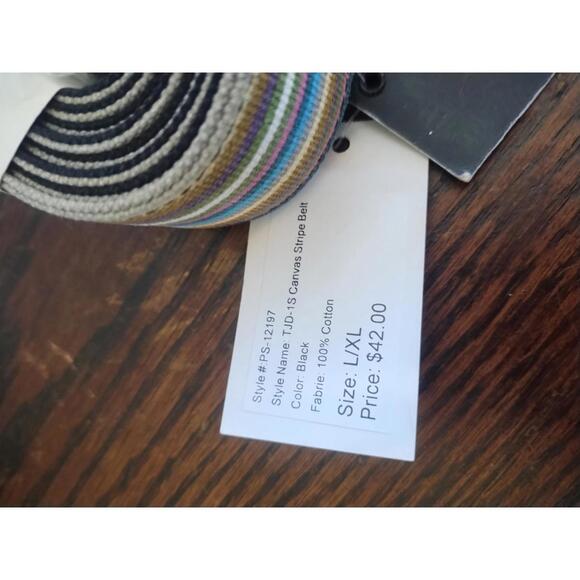 Style #:PS-12197
Style Name: TJD-1S Canvas Stripe Belt
Color: Black
Fabrie: 100% Cotton
Size: L/XL
Price: $42.00